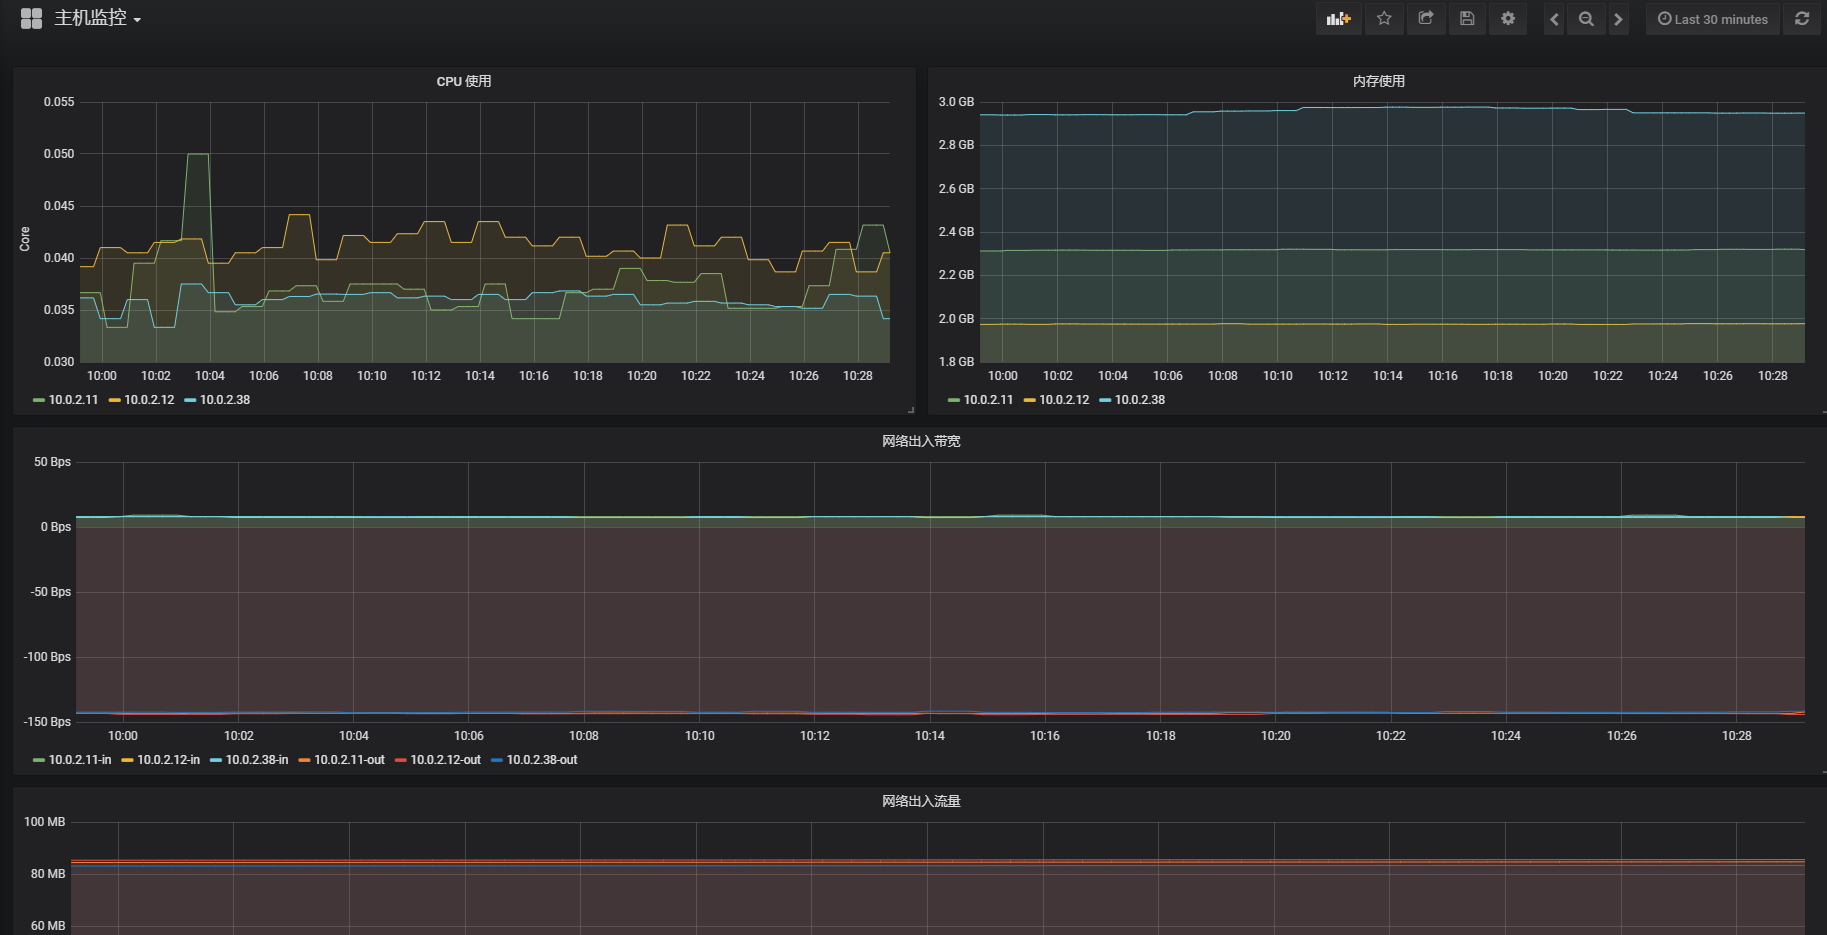 主机监控
Last 30 minutes
CPU 使用
0.055
0.050
0.045
0.040
0.035
0.030
Core
10:00 10:02 10:04 10:06 10:08 10:10 10:12 10:14 10:16 10:18 10:20 10:22 10:24 10:26 10:28
10.0.2.11 10.0.2.12 10.0.2.38
内存使用
3.0 GB
2.8 GB
2.6 GB
2.4 GB
2.2 GB
2.0 GB
1.8 GB
10:00 10:02 10:04 10:06 10:08 10:10 10:12 10:14 10:16 10:18 10:20 10:22 10:24 10:26 10:28
10.0.2.11 10.0.2.12 10.0.2.38
网络出入带宽
50 Bps
0 Bps
-50 Bps
-100 Bps
-150 Bps
10:00 10:02 10:04 10:06 10:08 10:10 10:12 10:14 10:16 10:18 10:20 10:22 10:24 10:26 10:28
10.0.2.11-in 10.0.2.12-in 10.0.2.38-in 10.0.2.11-out 10.0.2.12-out 10.0.2.38-out
网络出入流量
100 MB
80 MB
60 MB